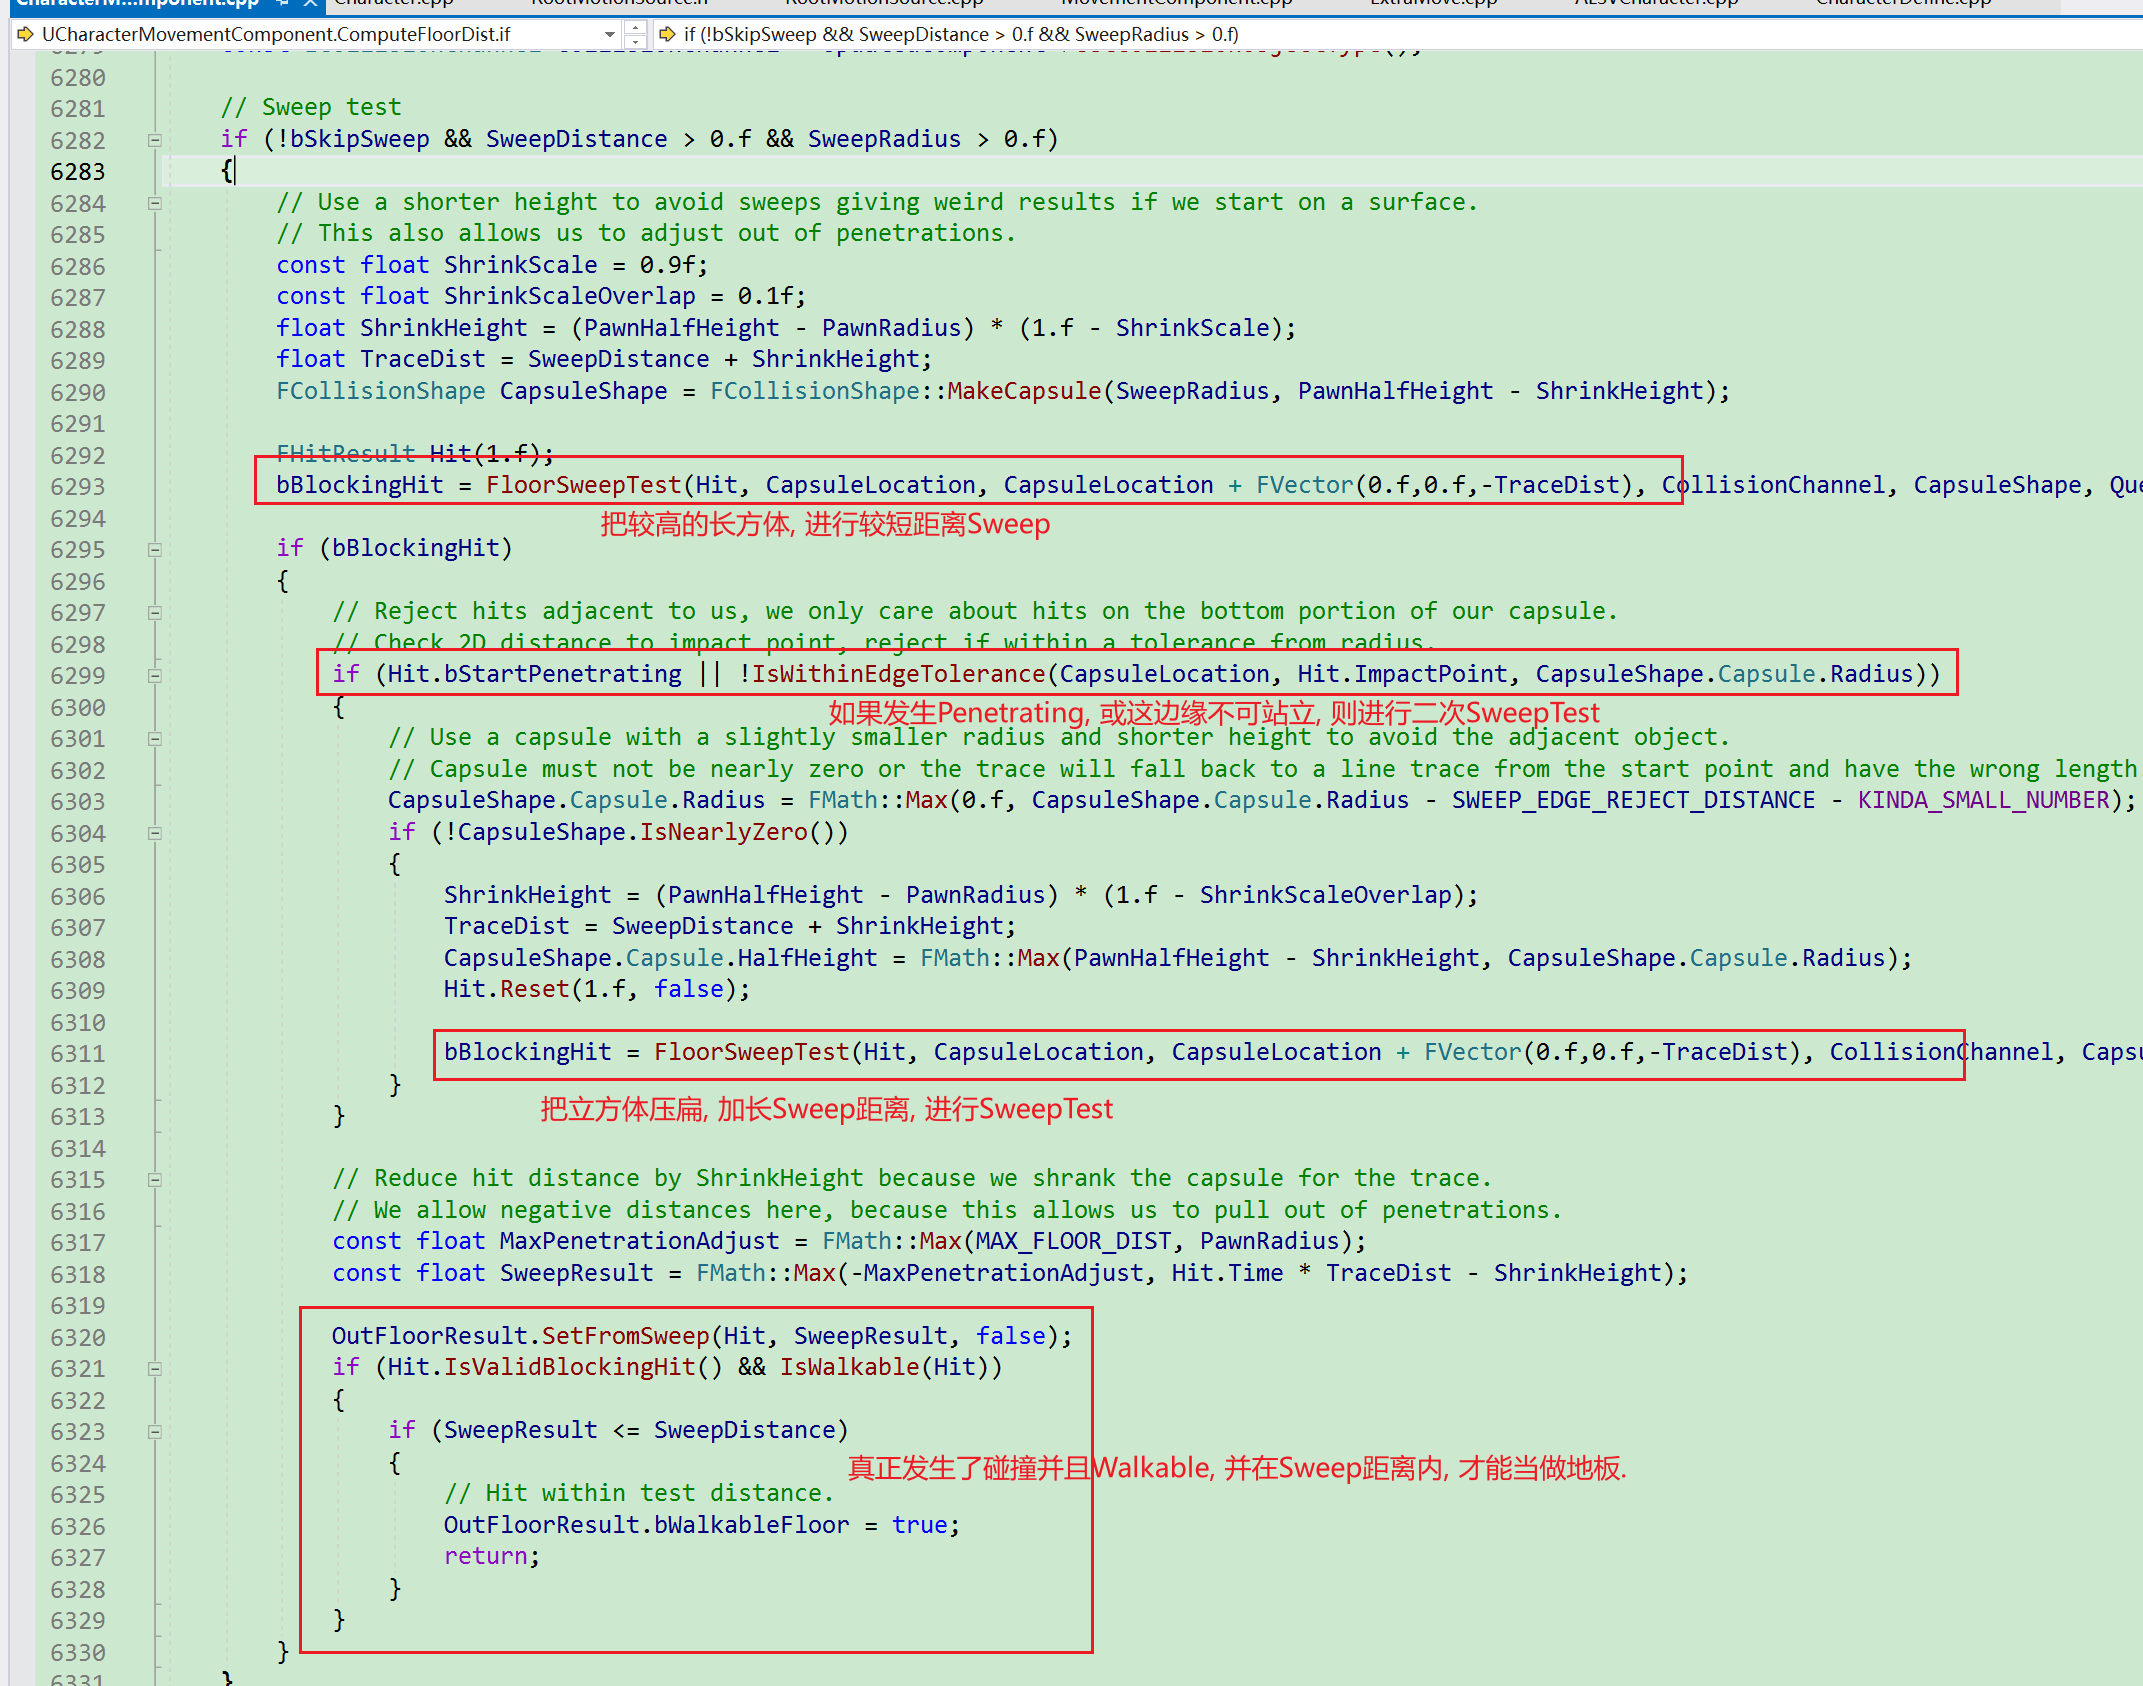 CharacterM...mponent.cpp Character.cpp RootMotionSource.h RootMotionSource.cpp MovementComponent.cpp ExtraMove.cpp ALSVCharacter.cpp CharacterDefine.cpp
UCharacterMovementComponent.ComputeFloorDist.if if (!bSkipSweep && SweepDistance > 0.f && SweepRadius > 0.f)
6280
6281 // Sweep test
6282 if (!bSkipSweep && SweepDistance > 0.f && SweepRadius > 0.f)
6283 {
6284 // Use a shorter height to avoid sweeps giving weird results if we start on a surface.
6285 // This also allows us to adjust out of penetrations.
6286 const float ShrinkScale = 0.9f;
6287 const float ShrinkScaleOverlap = 0.1f;
6288 float ShrinkHeight = (PawnHalfHeight - PawnRadius) * (1.f - ShrinkScale);
6289 float TraceDist = SweepDistance + ShrinkHeight;
6290 FCollisionShape CapsuleShape = FCollisionShape::MakeCapsule(SweepRadius, PawnHalfHeight - ShrinkHeight);
6291
6292 FHitResult Hit(1.f);
6293 bBlockingHit = FloorSweepTest(Hit, CapsuleLocation, CapsuleLocation + FVector(0.f,0.f,-TraceDist), CollisionChannel, CapsuleShape, Que
6294 把较高的长方体, 进行较短距离Sweep
6295 if (bBlockingHit)
6296 {
6297 // Reject hits adjacent to us, we only care about hits on the bottom portion of our capsule.
6298 // Check 2D distance to impact point, reject if within a tolerance from radius.
6299 if (Hit.bStartPenetrating || !IsWithinEdgeTolerance(CapsuleLocation, Hit.ImpactPoint, CapsuleShape.Capsule.Radius))
6300 { 如果发生Penetrating, 或这边缘不可站立, 则进行二次SweepTest
6301 // Use a capsule with a slightly smaller radius and shorter height to avoid the adjacent object.
6302 // Capsule must not be nearly zero or the trace will fall back to a line trace from the start point and have the wrong length
6303 CapsuleShape.Capsule.Radius = FMath::Max(0.f, CapsuleShape.Capsule.Radius - SWEEP_EDGE_REJECT_DISTANCE - KINDA_SMALL_NUMBER);
6304 if (!CapsuleShape.IsNearlyZero())
6305 {
6306 ShrinkHeight = (PawnHalfHeight - PawnRadius) * (1.f - ShrinkScaleOverlap);
6307 TraceDist = SweepDistance + ShrinkHeight;
6308 CapsuleShape.Capsule.HalfHeight = FMath::Max(PawnHalfHeight - ShrinkHeight, CapsuleShape.Capsule.Radius);
6309 Hit.Reset(1.f, false);
6310
6311 bBlockingHit = FloorSweepTest(Hit, CapsuleLocation, CapsuleLocation + FVector(0.f,0.f,-TraceDist), CollisionChannel, Capsu
6312 }
6313 } 把立方体压扁, 加长Sweep距离, 进行SweepTest
6314
6315 // Reduce hit distance by ShrinkHeight because we shrank the capsule for the trace.
6316 // We allow negative distances here, because this allows us to pull out of penetrations.
6317 const float MaxPenetrationAdjust = FMath::Max(MAX_FLOOR_DIST, PawnRadius);
6318 const float SweepResult = FMath::Max(-MaxPenetrationAdjust, Hit.Time * TraceDist - ShrinkHeight);
6319
6320 OutFloorResult.SetFromSweep(Hit, SweepResult, false);
6321 if (Hit.IsValidBlockingHit() && IsWalkable(Hit))
6322 {
6323 if (SweepResult <= SweepDistance)
6324 { 真正发生了碰撞并且Walkable, 并在Sweep距离内, 才能当做地板.
6325 // Hit within test distance.
6326 OutFloorResult.bWalkableFloor = true;
6327 return;
6328 }
6329 }
6330 }
6331 }